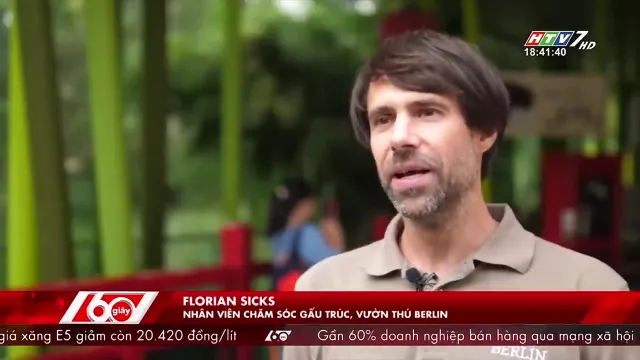 HTV7 HD
18:41:40
60 giây
FLORIAN SICKS
NHÂN VIÊN CHĂM SÓC GẤU TRÚC, VƯỜN THÚ BERLIN
giá xăng E5 giảm còn 20.420 đồng/lít Gần 60% doanh nghiệp bán hàng qua mạng xã hội
BERLIN